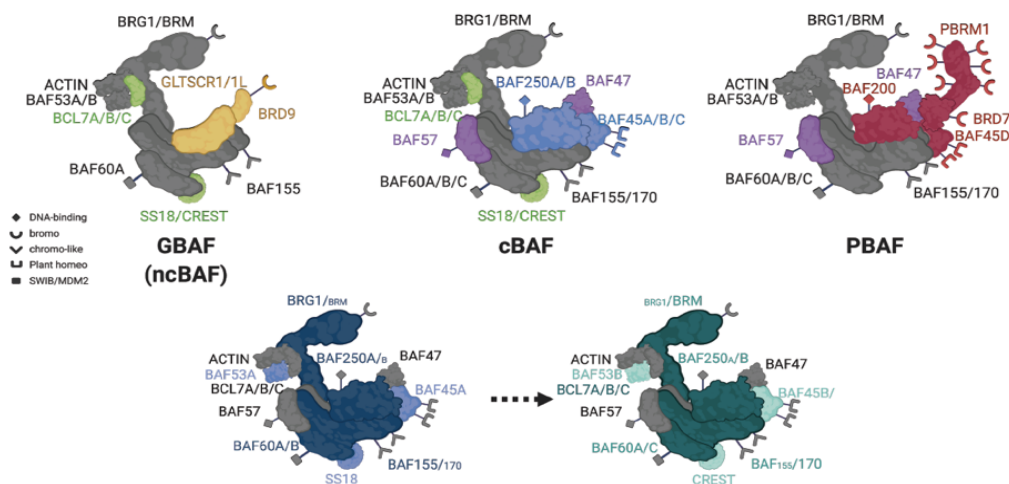 BRG1/BRM
ACTIN
BAF53A/B
BCL7A/B/C
GLTSCR1/1L
BRD9
BAF60A
BAF155
SS18/CREST
GBAF
(ncBAF)
DNA-binding
bromo
chromo-like
Plant homeo
SWIB/MDM2
BRG1/BRM
ACTIN
BAF53A/B
BCL7A/B/C
BAF250A/B
BAF47
BAF45A/B/C
BAF57
BAF60A/B/C
BAF155/170
SS18/CREST
cBAF
BRG1/BRM
PBRM1
ACTIN
BAF53A/B
BAF47
BAF200
BRD7
BAF45D
BAF57
BAF60A/B/C
BAF155/170
PBAF
BRG1/BRM
ACTIN
BAF53A
BCL7A/B/C
BAF250A/B
BAF47
BAF45A
BAF57
BAF60A/B
BAF155/170
SS18
BRG1/BRM
ACTIN
BAF53B
BCL7A/B/C
BAF250A/B
BAF47
BAF45B/
BAF57
BAF60A/C
BAF155/170
CREST